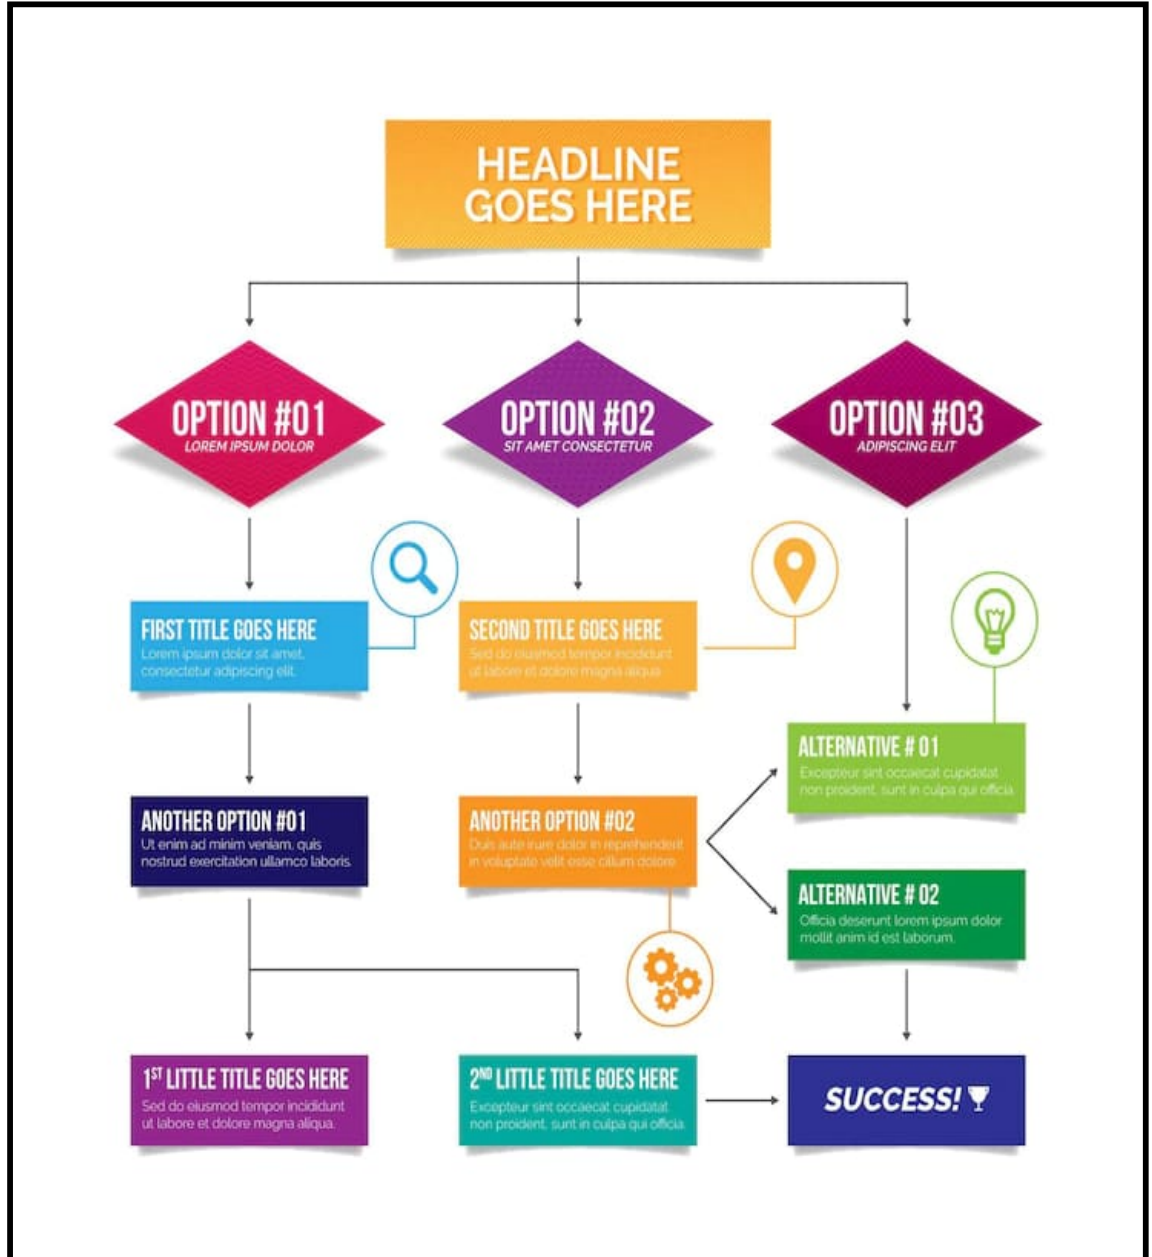 HEADLINE
GOES HERE
OPTION #01
LOREM IPSUM DOLOR
OPTION #02
SIT AMET CONSECTETUR
OPTION #03
ADIPISCING ELIT
FIRST TITLE GOES HERE
Lorem ipsum dolor sit amet,
consectetur adipiscing elit.
SECOND TITLE GOES HERE
Sed do eiusmod tempor incididunt
ut labore et dolore magna aliqua.
ALTERNATIVE # 01
Excepteur sint occaecat cupidatat
non proident, sunt in culpa qui officia
ANOTHER OPTION #01
Ut enim ad minim veniam, quis
nostrud exercitation ullamco laboris.
ANOTHER OPTION #02
Duis aute irure dolor in reprehenderit
in voluptate velit esse cillum dolore
ALTERNATIVE # 02
Officia deserunt lorem ipsum dolor
mollit anim id est laborum.
1ST LITTLE TITLE GOES HERE
Sed do eiusmod tempor incididunt
ut labore et dolore magna aliqua.
2ND LITTLE TITLE GOES HERE
Excepteur sint occaecat cupidatat
non proident, sunt in culpa qui officia
SUCCESS!